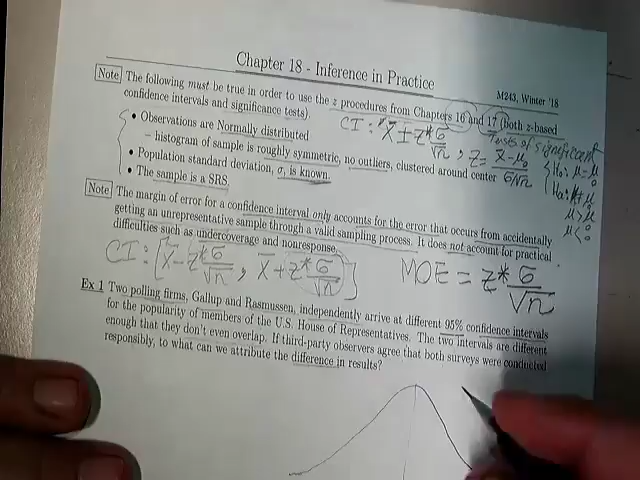 Chapter 18 - Inference in Practice
M243, Winter '18
Note The following must be true in order to use the z procedures from Chapters 16 and 17 (both z-based
confidence intervals and significance tests).
CI: x̄ ± z* σ/√n , z = x̄ - μ₀ / σ/√n
Tests of significant
H₀: μ = μ₀
Hₐ: μ ≠ μ₀
μ > μ₀
μ < μ₀
• Observations are Normally distributed
– histogram of sample is roughly symmetric, no outliers, clustered around center
• Population standard deviation, σ, is known.
• The sample is a SRS.
Note The margin of error for a confidence interval only accounts for the error that occurs from accidentally
getting an unrepresentative sample through a valid sampling process. It does not account for practical
difficulties such as undercoverage and nonresponse.
CI: [x̄ - z* σ/√n , x̄ + z* σ/√n]
MOE = z* σ/√n
Ex 1 Two polling firms, Gallup and Rasmussen, independently arrive at different 95% confidence intervals
for the popularity of members of the U.S. House of Representatives. The two intervals are different
enough that they don't even overlap. If third-party observers agree that both surveys were conducted
responsibly, to what can we attribute the difference in results?